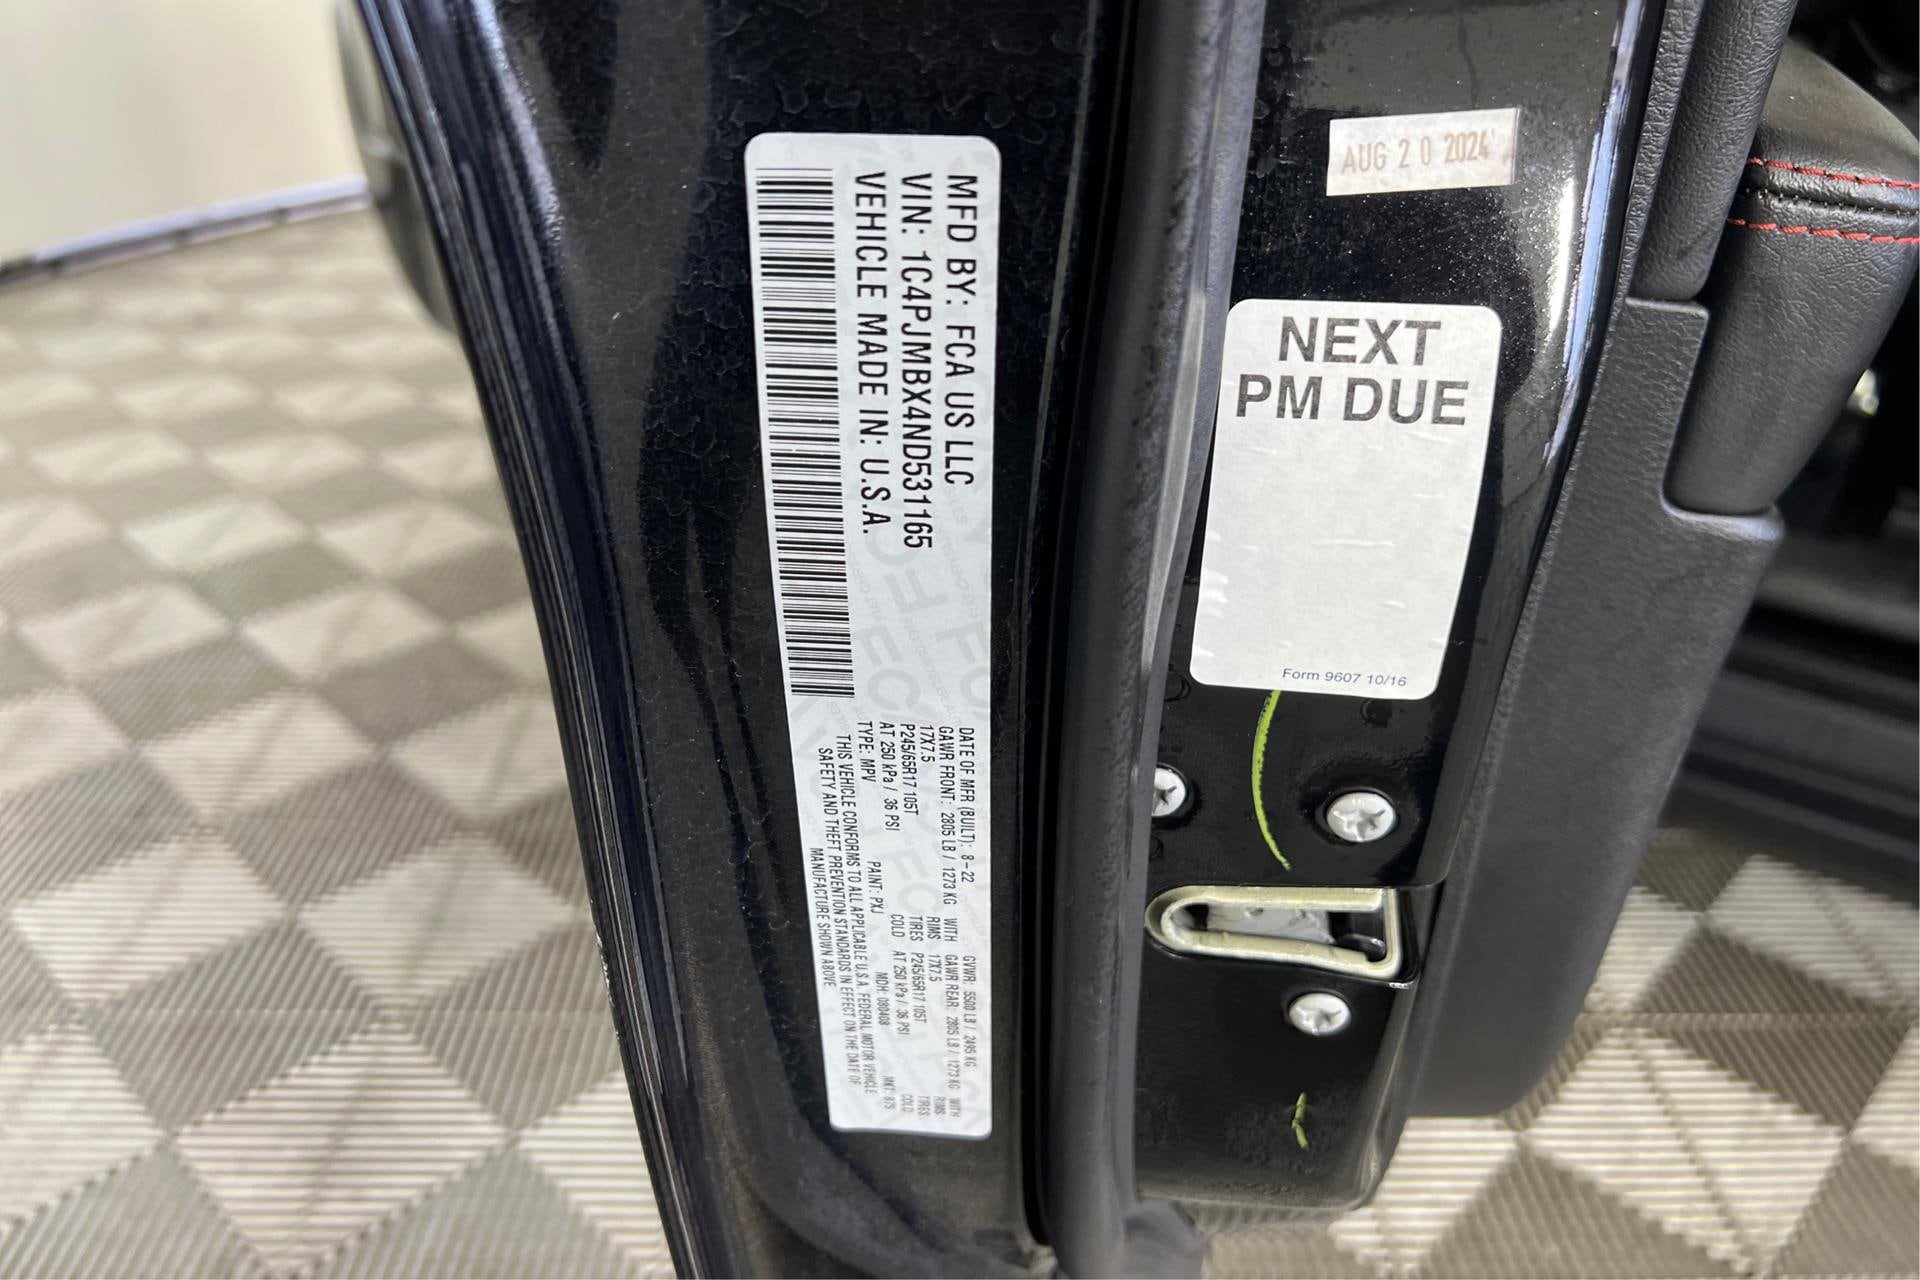 MFD BY: FCA US LLC
VIN: 1C4PJMBX4ND531165
VEHICLE MADE IN: U.S.A.
DATE OF MFR (BUILT): 8-22 GVWR: 5500 LB / 2495 KG
GAWR FRONT: 2805 LB / 1273 KG WITH GAWR REAR: 2805 LB / 1273 KG WITH
17X7.5 RIMS 17X7.5 RIMS
P245/65R17 105T TIRES P245/65R17 105T TIRES
AT 250 kPa / 36 PSI COLD AT 250 kPa / 36 PSI COLD
TYPE: MPV PAINT: PXJ MDH: 080408 MKT:
THIS VEHICLE CONFORMS TO ALL APPLICABLE U.S.A. FEDERAL MOTOR VEHICLE
SAFETY AND THEFT PREVENTION STANDARDS IN EFFECT ON THE DATE OF
MANUFACTURE SHOWN ABOVE
AUG 20 2024
NEXT
PM DUE
Form 9607 10/16